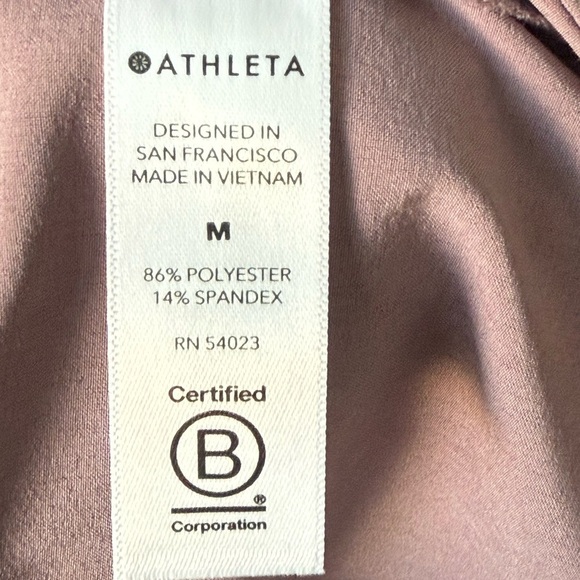 ATHLETA
DESIGNED IN
SAN FRANCISCO
MADE IN VIETNAM
M
86% POLYESTER
14% SPANDEX
RN 54023
Certified
B
®
Corporation